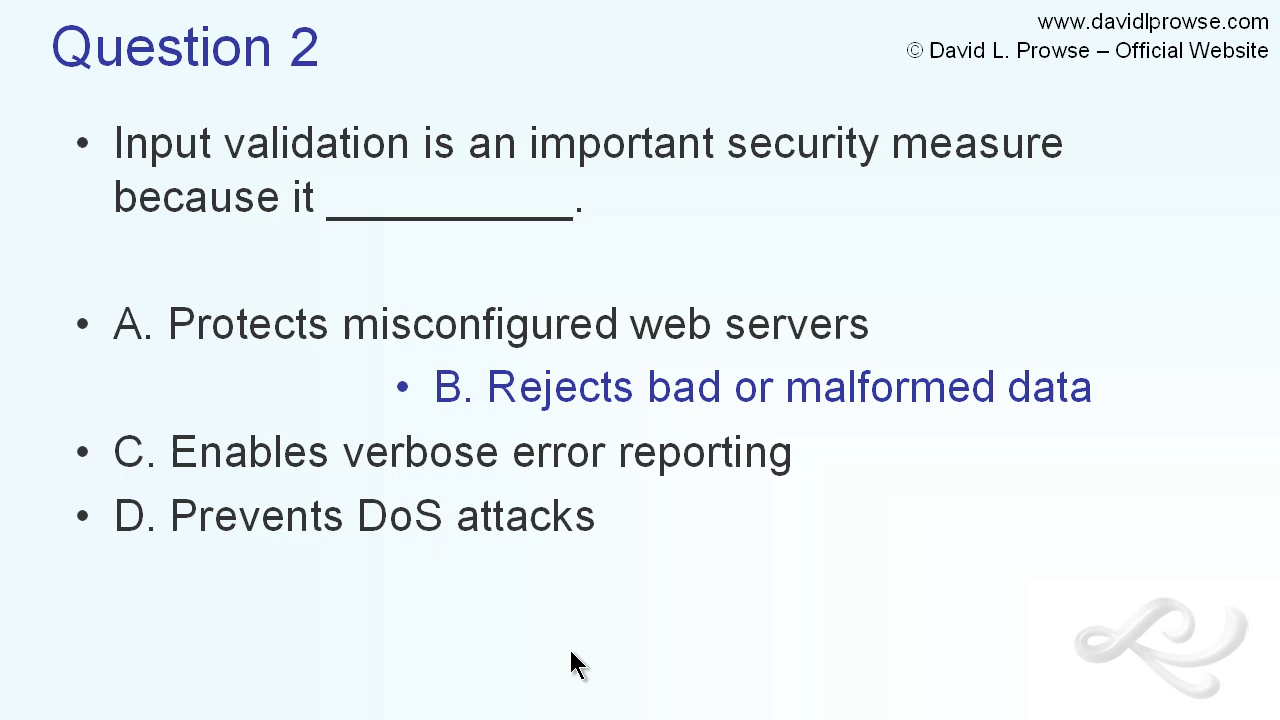 Question 2
www.davidlprowse.com
© David L. Prowse – Official Website
• Input validation is an important security measure
because it __________.
• A. Protects misconfigured web servers
• B. Rejects bad or malformed data
• C. Enables verbose error reporting
• D. Prevents DoS attacks